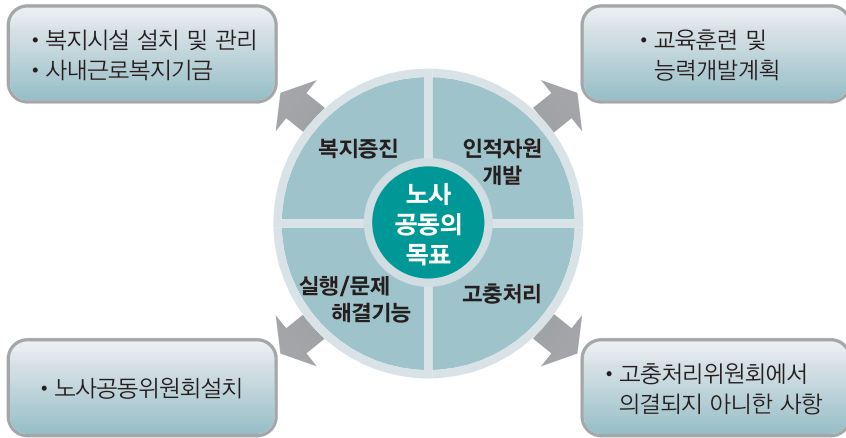 • 복지시설 설치 및 관리
• 사내근로복지기금
• 교육훈련 및
능력개발계획
복지증진
인적자원
개발
노사
공동의
목표
실행/문제
해결기능
고충처리
• 노사공동위원회설치
• 고충처리위원회에서
의결되지 아니한 사항